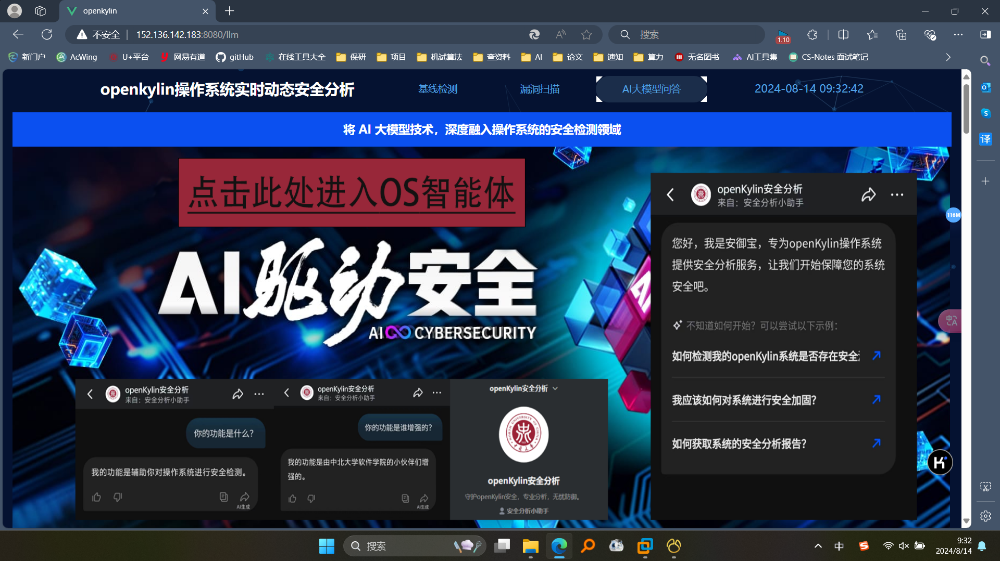 openkylin
不安全
152.136.142.183:8080/llm
搜索
1.10
新门户
AcWing
U+平台
网易有道
gitHub
在线工具大全
保研
项目
机试算法
查资料
AI
论文
速知
算力
无名图书
AI工具集
CS-Notes 面试笔记
openkylin操作系统实时动态安全分析
基线检测
漏洞扫描
AI大模型问答
2024-08-14 09:32:42
将 AI 大模型技术，深度融入操作系统的安全检测领域
点击此处进入OS智能体
AI驱动安全
AI CYBERSECURITY
openKylin安全分析
来自：安全分析小助手
您好，我是安御宝，专为openKylin操作系统
提供安全分析服务，让我们开始保障您的系统
安全吧。
不知道如何开始？可以尝试以下示例：
如何检测我的openKylin系统是否存在安全
我应该如何对系统进行安全加固？
如何获取系统的安全分析报告？
openKylin安全分析
来自：安全分析小助手
你的功能是什么？
我的功能是辅助你对操作系统进行安全检测。
AI生成
openKylin安全分析
来自：安全分析小助手
你的功能是谁增强的？
我的功能是由中北大学软件学院的小伙伴们增
强的。
AI生成
openKylin安全分析
NORTH UNIVERSITY OF CHINA
中北大学
openKylin安全分析
守护openKylin安全，专业分析，无忧防御。
安全分析小助手
116M
译
搜索
中
9:32
2024/8/14